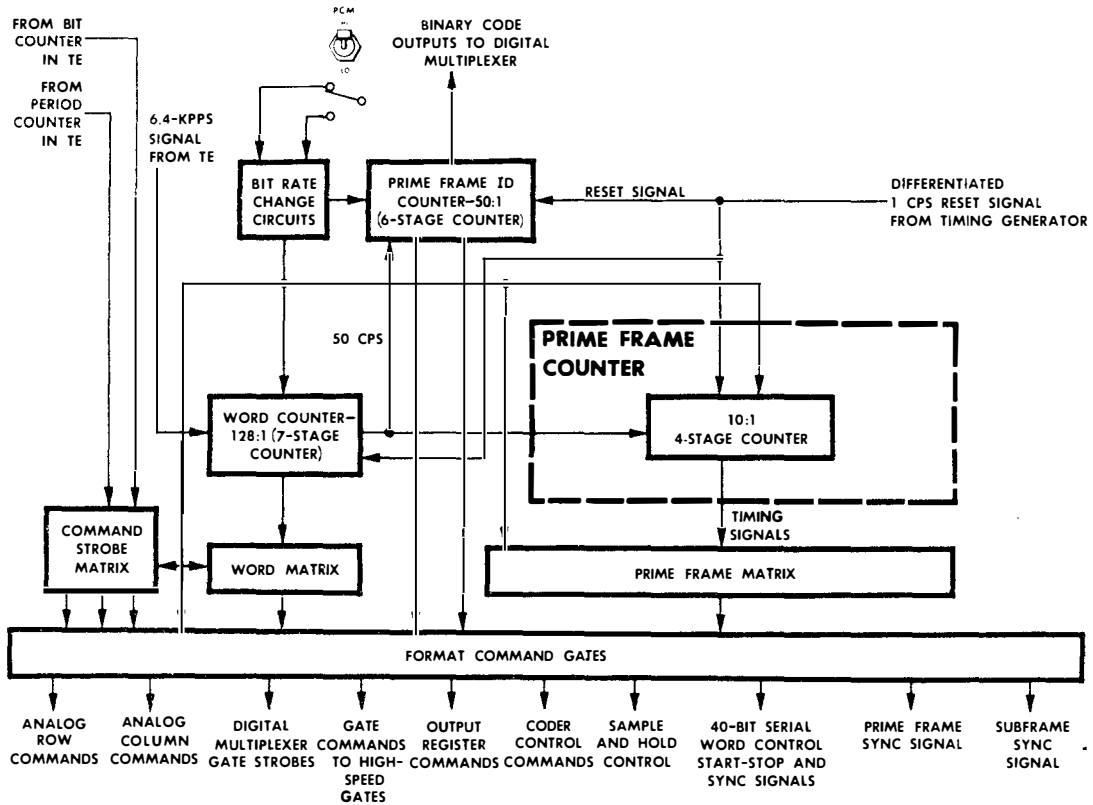 PCM
HI
LO
FROM BIT
COUNTER
IN TE
FROM
PERIOD
COUNTER
IN TE
6.4-KPPS
SIGNAL
FROM TE
BINARY CODE
OUTPUTS TO DIGITAL
MULTIPLEXER
BIT RATE
CHANGE
CIRCUITS
PRIME FRAME ID
COUNTER-50:1
(6-STAGE COUNTER)
RESET SIGNAL
DIFFERENTIATED
1 CPS RESET SIGNAL
FROM TIMING GENERATOR
50 CPS
PRIME FRAME
COUNTER
WORD COUNTER-
128:1 (7-STAGE
COUNTER)
10:1
4-STAGE COUNTER
TIMING
SIGNALS
COMMAND
STROBE
MATRIX
WORD MATRIX
PRIME FRAME MATRIX
FORMAT COMMAND GATES
ANALOG
ROW
COMMANDS
ANALOG
COLUMN
COMMANDS
DIGITAL
MULTIPLEXER
GATE STROBES
GATE
COMMANDS
TO HIGH-
SPEED
GATES
OUTPUT
REGISTER
COMMANDS
CODER
CONTROL
COMMANDS
SAMPLE
AND HOLD
CONTROL
40-BIT SERIAL
WORD CONTROL
START-STOP AND
SYNC SIGNALS
PRIME FRAME
SYNC SIGNAL
SUBFRAME
SYNC
SIGNAL